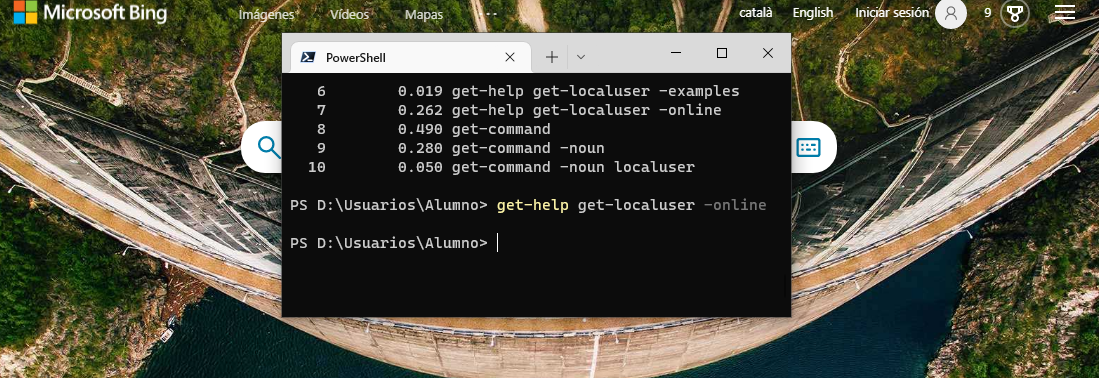 Microsoft Bing
Imágenes
Vídeos
Mapas
...
català
English
Iniciar sesión
9
PowerShell
6 0.019 get-help get-localuser -examples
7 0.262 get-help get-localuser -online
8 0.490 get-command
9 0.280 get-command -noun
10 0.050 get-command -noun localuser
PS D:\Usuarios\Alumno> get-help get-localuser -online
PS D:\Usuarios\Alumno>